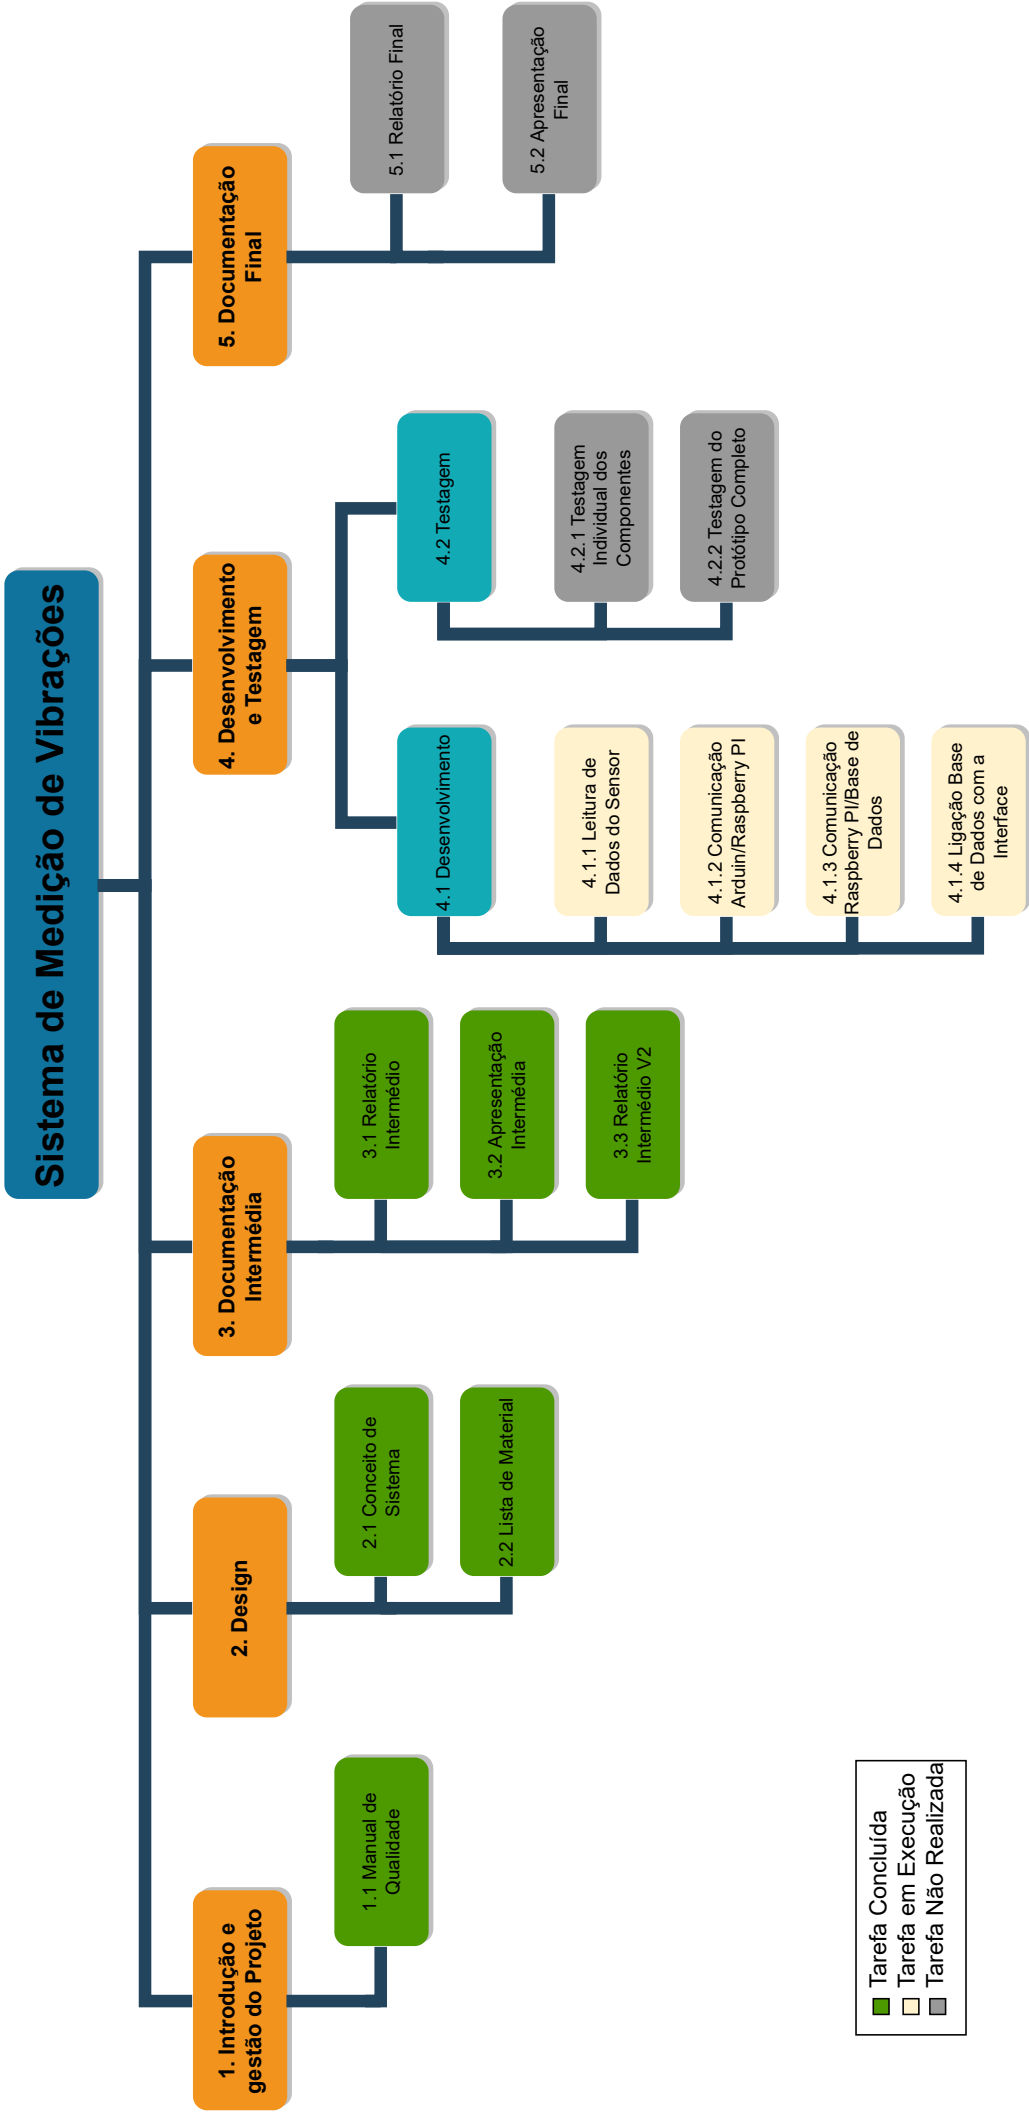 Sistema de Medição de Vibrações
1. Introdução e
gestão do Projeto
1.1 Manual de
Qualidade
2. Design
2.1 Conceito de
Sistema
2.2 Lista de Material
3. Documentação
Intermédia
3.1 Relatório
Intermédio
3.2 Apresentação
Intermédia
3.3 Relatório
Intermédio V2
4. Desenvolvimento
e Testagem
4.1 Desenvolvimento
4.1.1 Leitura de
Dados do Sensor
4.1.2 Comunicação
Arduin/Raspberry PI
4.1.3 Comunicação
Raspberry PI/Base de
Dados
4.1.4 Ligação Base
de Dados com a
Interface
4.2 Testagem
4.2.1 Testagem
Individual dos
Componentes
4.2.2 Testagem do
Protótipo Completo
5. Documentação
Final
5.1 Relatório Final
5.2 Apresentação
Final
Tarefa Concluída
Tarefa em Execução
Tarefa Não Realizada